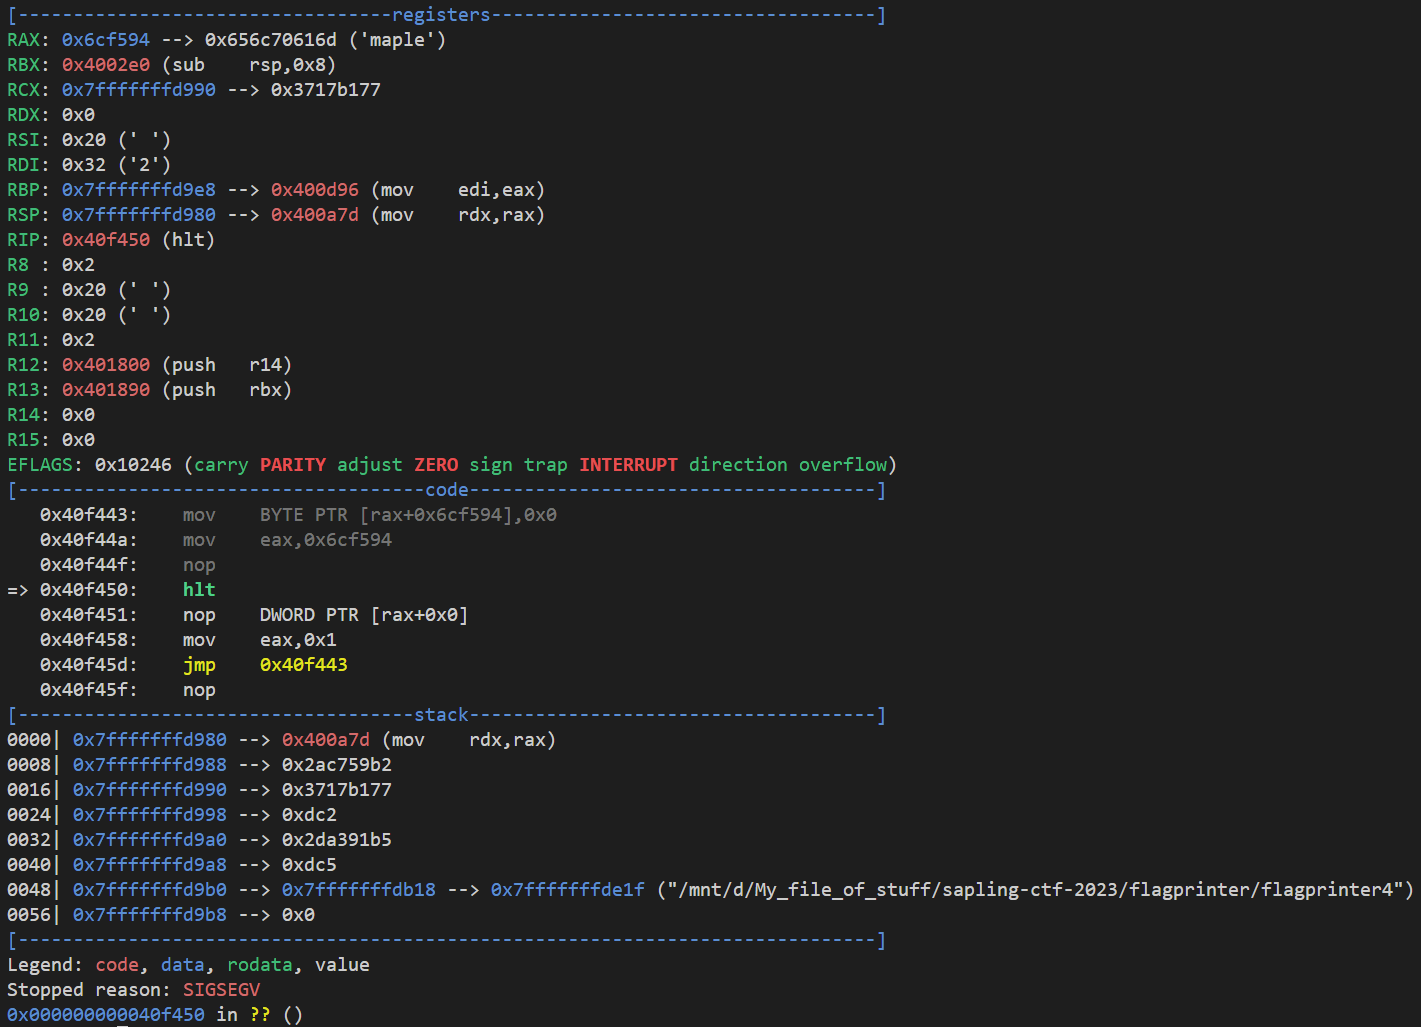 [----------------------------------registers-----------------------------------]
RAX: 0x6cf594 --> 0x656c70616d ('maple')
RBX: 0x4002e0 (sub    rsp,0x8)
RCX: 0x7fffffffd990 --> 0x3717b177
RDX: 0x0
RSI: 0x20 (' ')
RDI: 0x32 ('2')
RBP: 0x7fffffffd9e8 --> 0x400d96 (mov    edi,eax)
RSP: 0x7fffffffd980 --> 0x400a7d (mov    rdx,rax)
RIP: 0x40f450 (hlt)
R8 : 0x2
R9 : 0x20 (' ')
R10: 0x20 (' ')
R11: 0x2
R12: 0x401800 (push   r14)
R13: 0x401890 (push   rbx)
R14: 0x0
R15: 0x0
EFLAGS: 0x10246 (carry PARITY adjust ZERO sign trap INTERRUPT direction overflow)
[-------------------------------------code-------------------------------------]
   0x40f443:    mov    BYTE PTR [rax+0x6cf594],0x0
   0x40f44a:    mov    eax,0x6cf594
   0x40f44f:    nop
=> 0x40f450:    hlt
   0x40f451:    nop    DWORD PTR [rax+0x0]
   0x40f458:    mov    eax,0x1
   0x40f45d:    jmp    0x40f443
   0x40f45f:    nop
[------------------------------------stack-------------------------------------]
0000| 0x7fffffffd980 --> 0x400a7d (mov    rdx,rax)
0008| 0x7fffffffd988 --> 0x2ac759b2
0016| 0x7fffffffd990 --> 0x3717b177
0024| 0x7fffffffd998 --> 0xdc2
0032| 0x7fffffffd9a0 --> 0x2da391b5
0040| 0x7fffffffd9a8 --> 0xdc5
0048| 0x7fffffffd9b0 --> 0x7fffffffdb18 --> 0x7fffffffde1f ("/mnt/d/My_file_of_stuff/sapling-ctf-2023/flagprinter/flagprinter4")
0056| 0x7fffffffd9b8 --> 0x0
[------------------------------------------------------------------------------]
Legend: code, data, rodata, value
Stopped reason: SIGSEGV
0x000000000040f450 in ?? ()